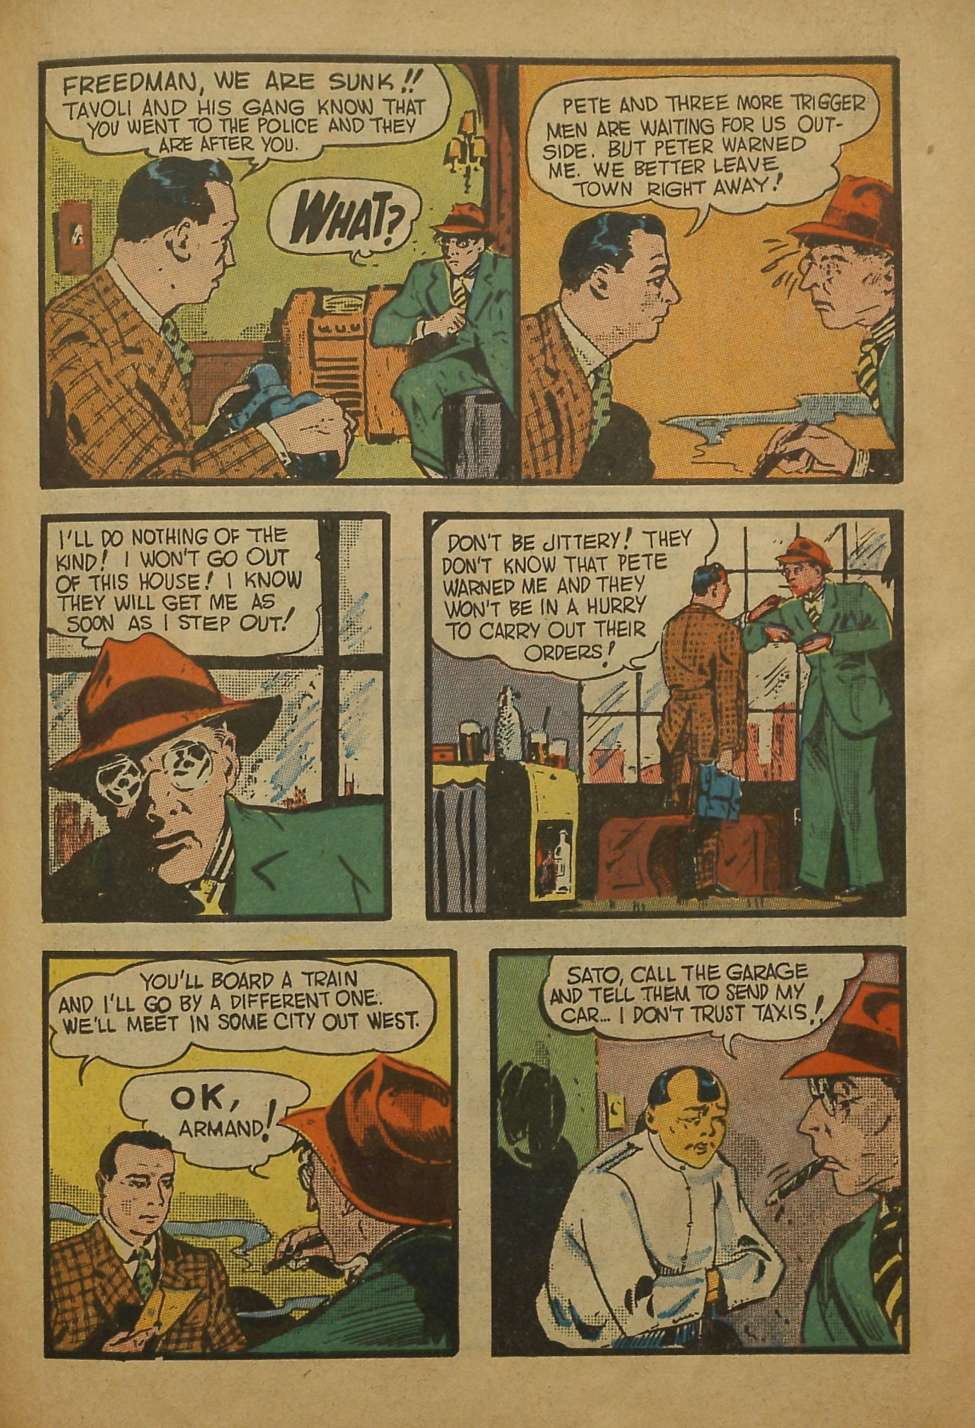 FREEDMAN, WE ARE SUNK!!
TAVOLI AND HIS GANG KNOW THAT
YOU WENT TO THE POLICE AND THEY
ARE AFTER YOU.
WHAT?
PETE AND THREE MORE TRIGGER
MEN ARE WAITING FOR US OUT-
SIDE. BUT PETER WARNED
ME. WE BETTER LEAVE
TOWN RIGHT AWAY!
I'LL DO NOTHING OF THE
KIND! I WON'T GO OUT
OF THIS HOUSE! I KNOW
THEY WILL GET ME AS
SOON AS I STEP OUT!
DON'T BE JITTERY! THEY
DON'T KNOW THAT PETE
WARNED ME AND THEY
WON'T BE IN A HURRY
TO CARRY OUT THEIR
ORDERS!
YOU'LL BOARD A TRAIN
AND I'LL GO BY A DIFFERENT ONE.
WE'LL MEET IN SOME CITY OUT WEST.
OK,
ARMAND!
SATO, CALL THE GARAGE
AND TELL THEM TO SEND MY
CAR... I DON'T TRUST TAXIS!